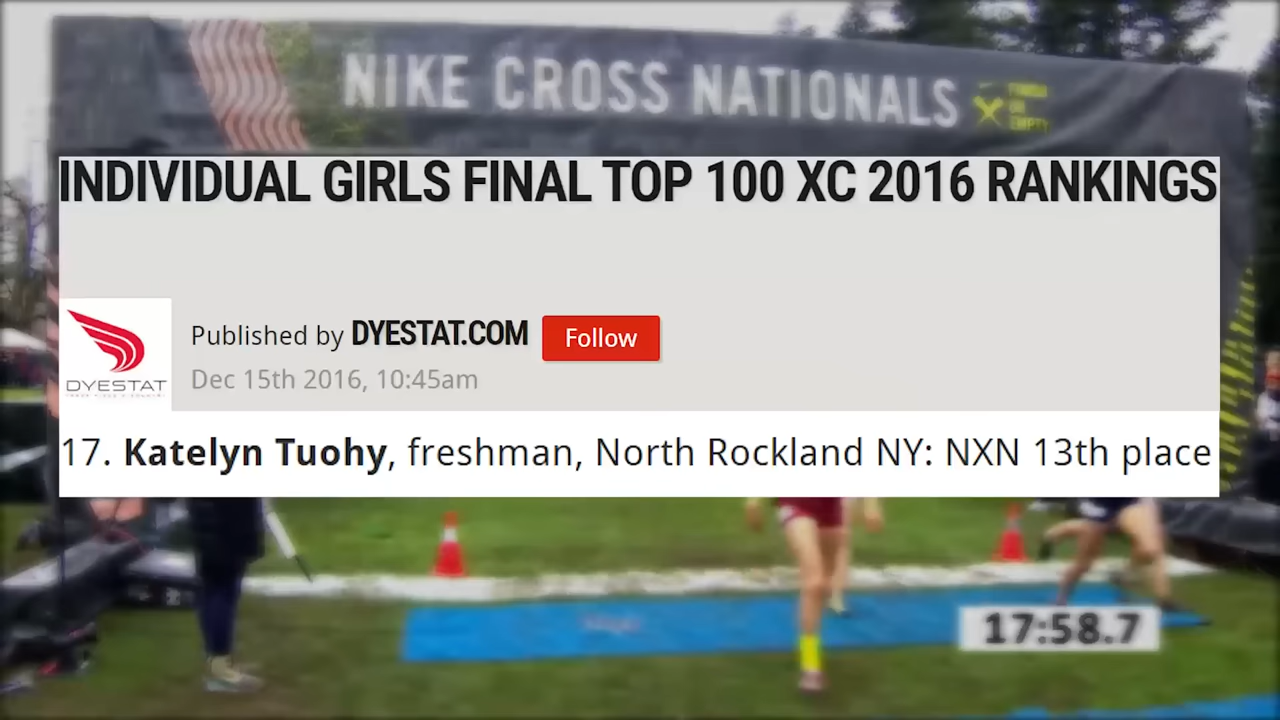 NIKE CROSS NATIONALS
INDIVIDUAL GIRLS FINAL TOP 100 XC 2016 RANKINGS
Published by DYESTAT.COM Follow
DYESTAT
Dec 15th 2016, 10:45am
17. Katelyn Tuohy, freshman, North Rockland NY: NXN 13th place
17:58.7